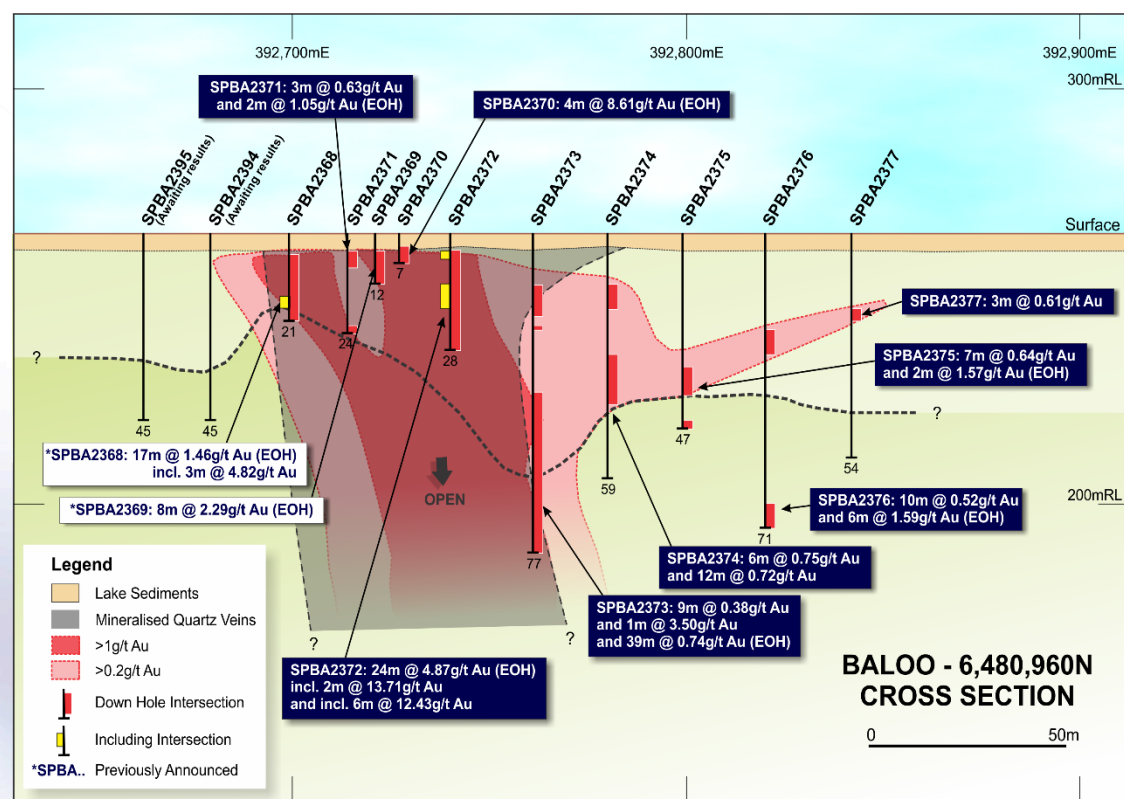 392,700mE
392,800mE
392,900mE
300mRL
SPBA2371: 3m @ 0.63g/t Au
and 2m @ 1.05g/t Au (EOH)
SPBA2370: 4m @ 8.61g/t Au (EOH)
SPBA2395
(Awaiting results)
SPBA2394
(Awaiting results)
SPBA2368
SPBA2371
SPBA2369
SPBA2370
SPBA2372
SPBA2373
SPBA2374
SPBA2375
SPBA2376
SPBA2377
Surface
7
12
21
24
28
SPBA2377: 3m @ 0.61g/t Au
?
SPBA2375: 7m @ 0.64g/t Au
and 2m @ 1.57g/t Au (EOH)
?
45
45
47
54
59
*SPBA2368: 17m @ 1.46g/t Au (EOH)
incl. 3m @ 4.82g/t Au
OPEN
*SPBA2369: 8m @ 2.29g/t Au (EOH)
SPBA2376: 10m @ 0.52g/t Au
and 6m @ 1.59g/t Au (EOH)
200mRL
71
77
SPBA2374: 6m @ 0.75g/t Au
and 12m @ 0.72g/t Au
SPBA2373: 9m @ 0.38g/t Au
and 1m @ 3.50g/t Au
and 39m @ 0.74g/t Au (EOH)
?
?
SPBA2372: 24m @ 4.87g/t Au (EOH)
incl. 2m @ 13.71g/t Au
and incl. 6m @ 12.43g/t Au
Legend
Lake Sediments
Mineralised Quartz Veins
>1g/t Au
>0.2g/t Au
Down Hole Intersection
Including Intersection
*SPBA.. Previously Announced
BALOO - 6,480,960N
CROSS SECTION
0
50m